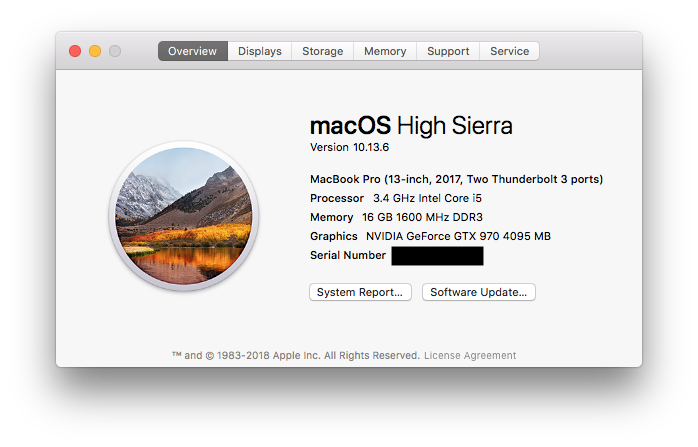 Overview Displays Storage Memory Support Service
macOS High Sierra
Version 10.13.6
MacBook Pro (13-inch, 2017, Two Thunderbolt 3 ports)
Processor 3.4 GHz Intel Core i5
Memory 16 GB 1600 MHz DDR3
Graphics NVIDIA GeForce GTX 970 4095 MB
Serial Number
System Report... Software Update...
™ and © 1983-2018 Apple Inc. All Rights Reserved. License Agreement